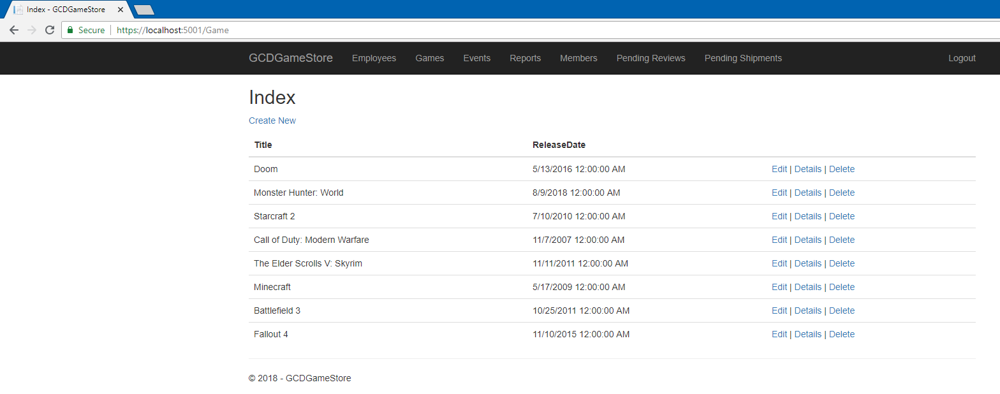 Index - GCDGameStore
Secure https://localhost:5001/Game
GCDGameStore Employees Games Events Reports Members Pending Reviews Pending Shipments Logout
Index
Create New
Title ReleaseDate
Doom 5/13/2016 12:00:00 AM Edit | Details | Delete
Monster Hunter: World 8/9/2018 12:00:00 AM Edit | Details | Delete
Starcraft 2 7/10/2010 12:00:00 AM Edit | Details | Delete
Call of Duty: Modern Warfare 11/7/2007 12:00:00 AM Edit | Details | Delete
The Elder Scrolls V: Skyrim 11/11/2011 12:00:00 AM Edit | Details | Delete
Minecraft 5/17/2009 12:00:00 AM Edit | Details | Delete
Battlefield 3 10/25/2011 12:00:00 AM Edit | Details | Delete
Fallout 4 11/10/2015 12:00:00 AM Edit | Details | Delete
© 2018 - GCDGameStore